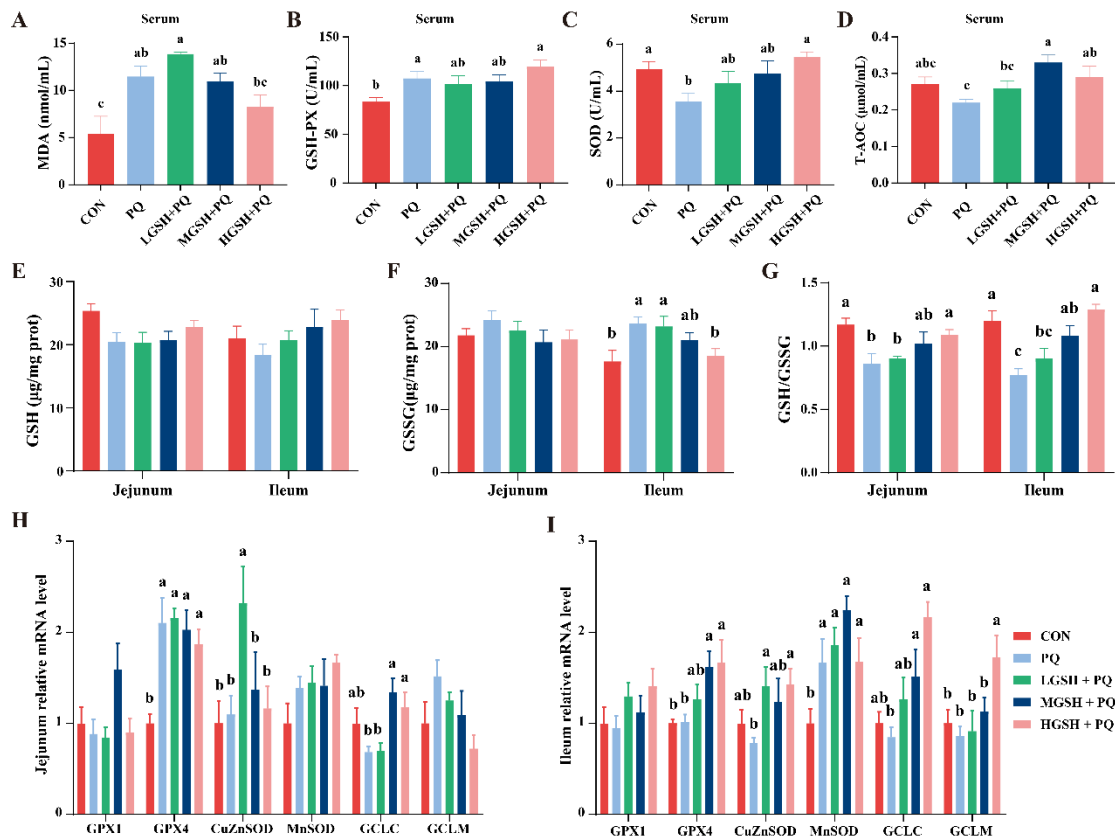 A Serum
MDA (nmol/mL)
15
10
5
0
c ab a ab bc
CON PQ LGSH+PQ MGSH+PQ HGSH+PQ
B Serum
GSH-PX (U/mL)
150
100
50
0
b a ab ab a
CON PQ LGSH+PQ MGSH+PQ HGSH+PQ
C Serum
SOD (U/mL)
6
4
2
0
a b ab ab a
CON PQ LGSH+PQ MGSH+PQ HGSH+PQ
D Serum
T-AOC (μmol/mL)
0.4
0.3
0.2
0.1
0.0
abc c abc a ab
CON PQ LGSH+PQ MGSH+PQ HGSH+PQ
E
GSH (μg/mg prot)
30
20
10
0
Jejunum Ileum
F
GSSG(μg/mg prot)
30
20
10
0
b a a ab b
Jejunum Ileum
G
GSH/GSSG
1.5
1.0
0.5
0.0
a b b ab ab a c bc ab a
Jejunum Ileum
H
Jejunum relative mRNA level
3
2
1
0
b a a a a b b a b b ab b b a a
GPX1 GPX4 CuZnSOD MnSOD GCLC GCLM
I
Ileum relative mRNA level
3
2
1
0
b b ab a a ab b a ab a b a a a a ab b ab ab a b b b b a
GPX1 GPX4 CuZnSOD MnSOD GCLC GCLM
CON
PQ
LGSH + PQ
MGSH + PQ
HGSH + PQ